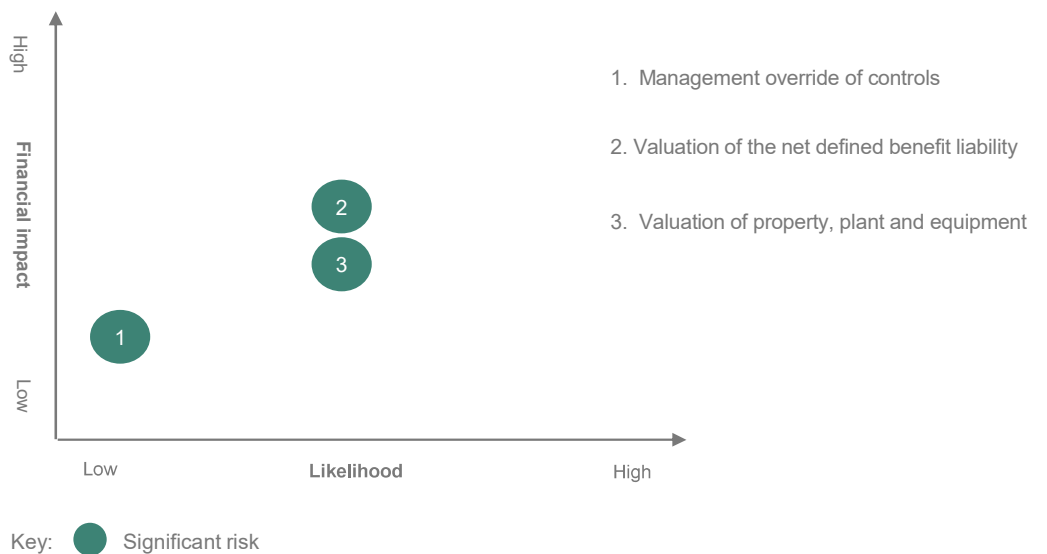 High
Financial impact
Low
1. Management override of controls
2. Valuation of the net defined benefit liability
3. Valuation of property, plant and equipment
2
3
1
Low
Likelihood
High
Key:
Significant risk